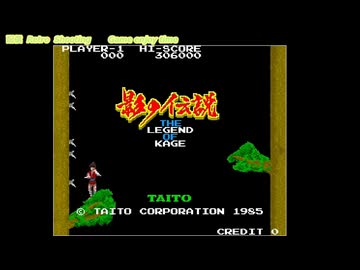 Retro Shooting Game enjoy time
PLAYER-1 HI-SCORE
000 306000
影の伝説
THE
LEGEND
OF
KAGE
TAITO
© TAITO CORPORATION 1985
CREDIT 0